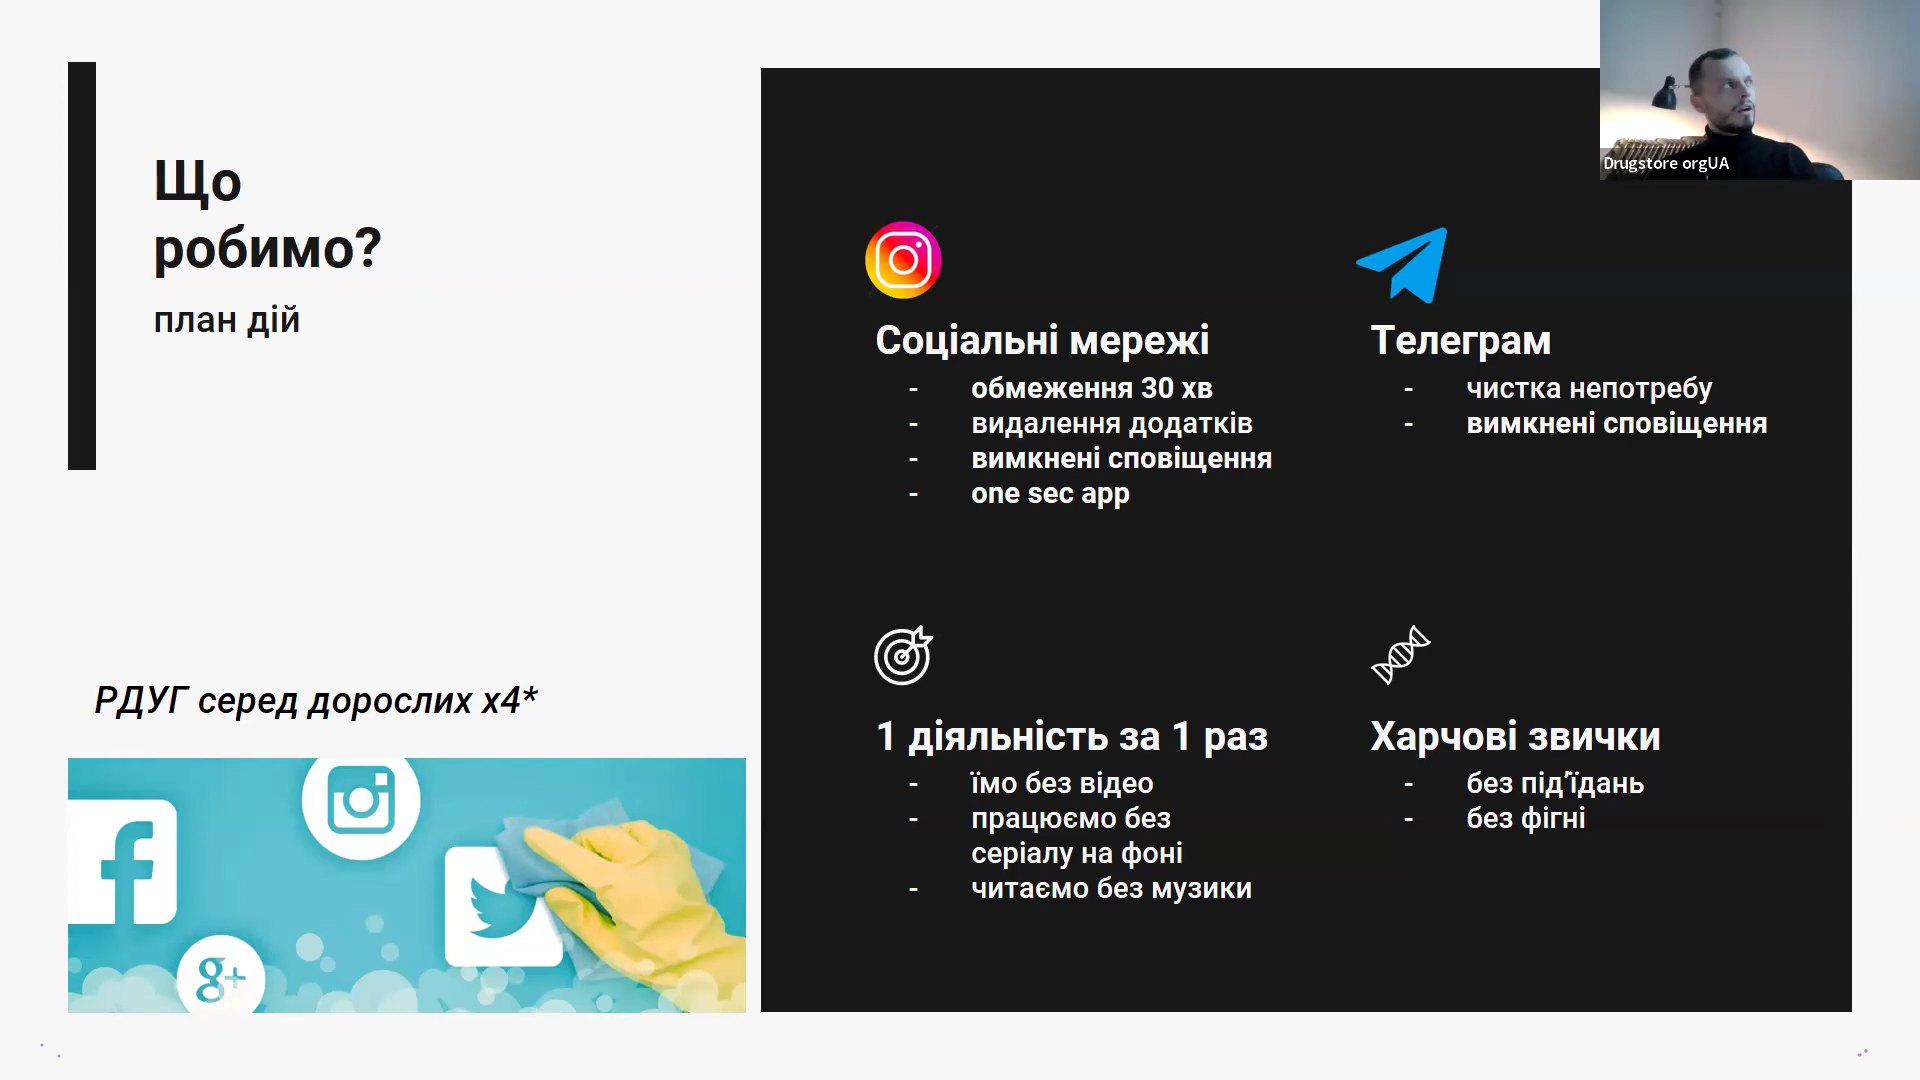 Що
робимо?
план дій
РДУГ серед дорослих х4*
Drugstore orgUA
Соціальні мережі
- обмеження 30 хв
- видалення додатків
- вимкнені сповіщення
- one sec app
Телеграм
- чистка непотребу
- вимкнені сповіщення
1 діяльність за 1 раз
- їмо без відео
- працюємо без
серіалу на фоні
- читаємо без музики
Харчові звички
- без під’їдань
- без фігні
g+